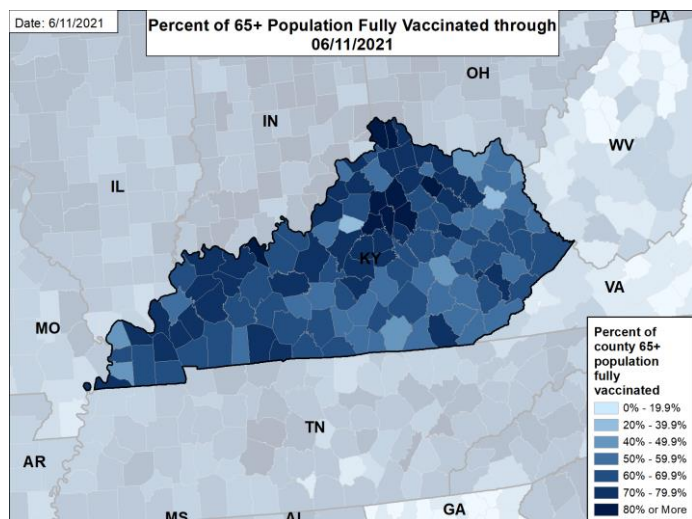 Date: 6/11/2021
Percent of 65+ Population Fully Vaccinated through
06/11/2021
PA
OH
IN
IL
WV
KY
VA
MO
TN
AR
MS
AL
GA
Percent of
county 65+
population
fully
vaccinated
0% - 19.9%
20% - 39.9%
40% - 49.9%
50% - 59.9%
60% - 69.9%
70% - 79.9%
80% or More